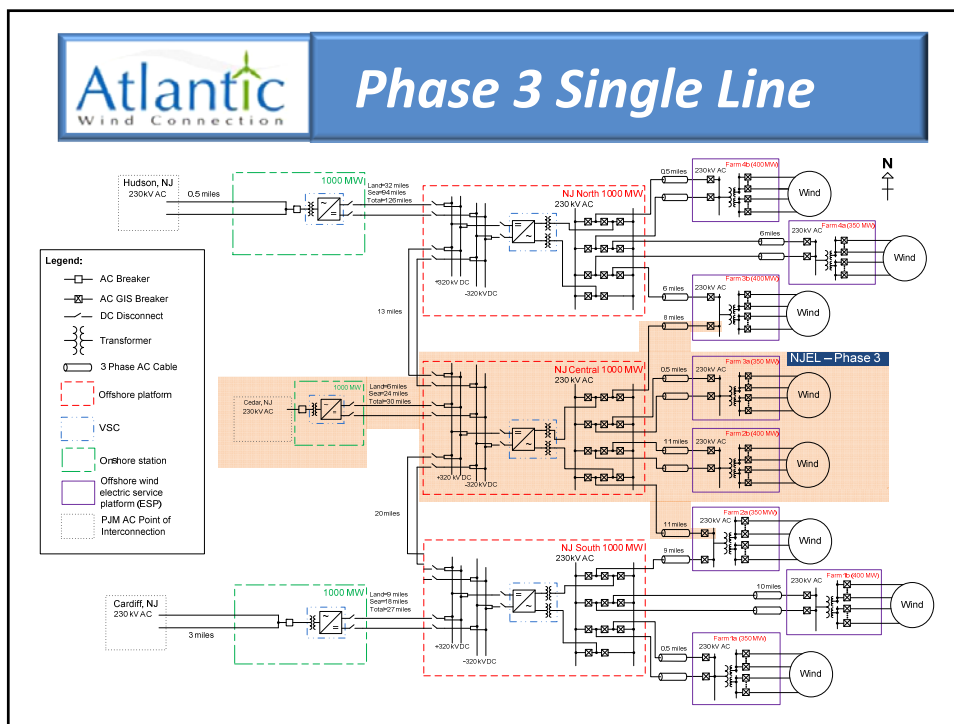 Atlantic
Wind Connection
Phase 3 Single Line
Hudson, NJ
230 kV AC
0.5 miles
1000 MW
Land=32 miles
Sea=94 miles
Total=126 miles
NJ North 1000 MW
230 kV AC
+320 kV DC
-320 kV DC
0.5 miles
Farm 4b (400MW)
230 kV AC
Wind
N
6 miles
Farm 4a (350 MW)
230 kV AC
Wind
6 miles
Farm 3b (400MW)
230 kV AC
Wind
8 miles
13 miles
Legend:
AC Breaker
AC GIS Breaker
DC Disconnect
Transformer
3 Phase AC Cable
Offshore platform
VSC
Onshore station
Offshore wind
electric service
platform (ESP)
PJM AC Point of
Interconnection
NJEL – Phase 3
Cedar, NJ
230 kV AC
1000 MW
Land=6 miles
Sea=24 miles
Total=30 miles
NJ Central 1000 MW
230 kV AC
+320 kV DC
-320 kV DC
0.5 miles
Farm 3a (350 MW)
230 kV AC
Wind
11 miles
Farm 2b (400 MW)
230 kV AC
Wind
20 miles
11 miles
Farm 2a (350 MW)
230 kV AC
Wind
9 miles
Cardiff, NJ
230 kV AC
3 miles
1000 MW
Land=9 miles
Sea=18 miles
Total=27 miles
NJ South 1000 MW
230 kV AC
+320 kV DC
-320 kV DC
10 miles
Farm 1b (400 MW)
230 kV AC
Wind
0.5 miles
Farm 1a (350 MW)
230 kV AC
Wind